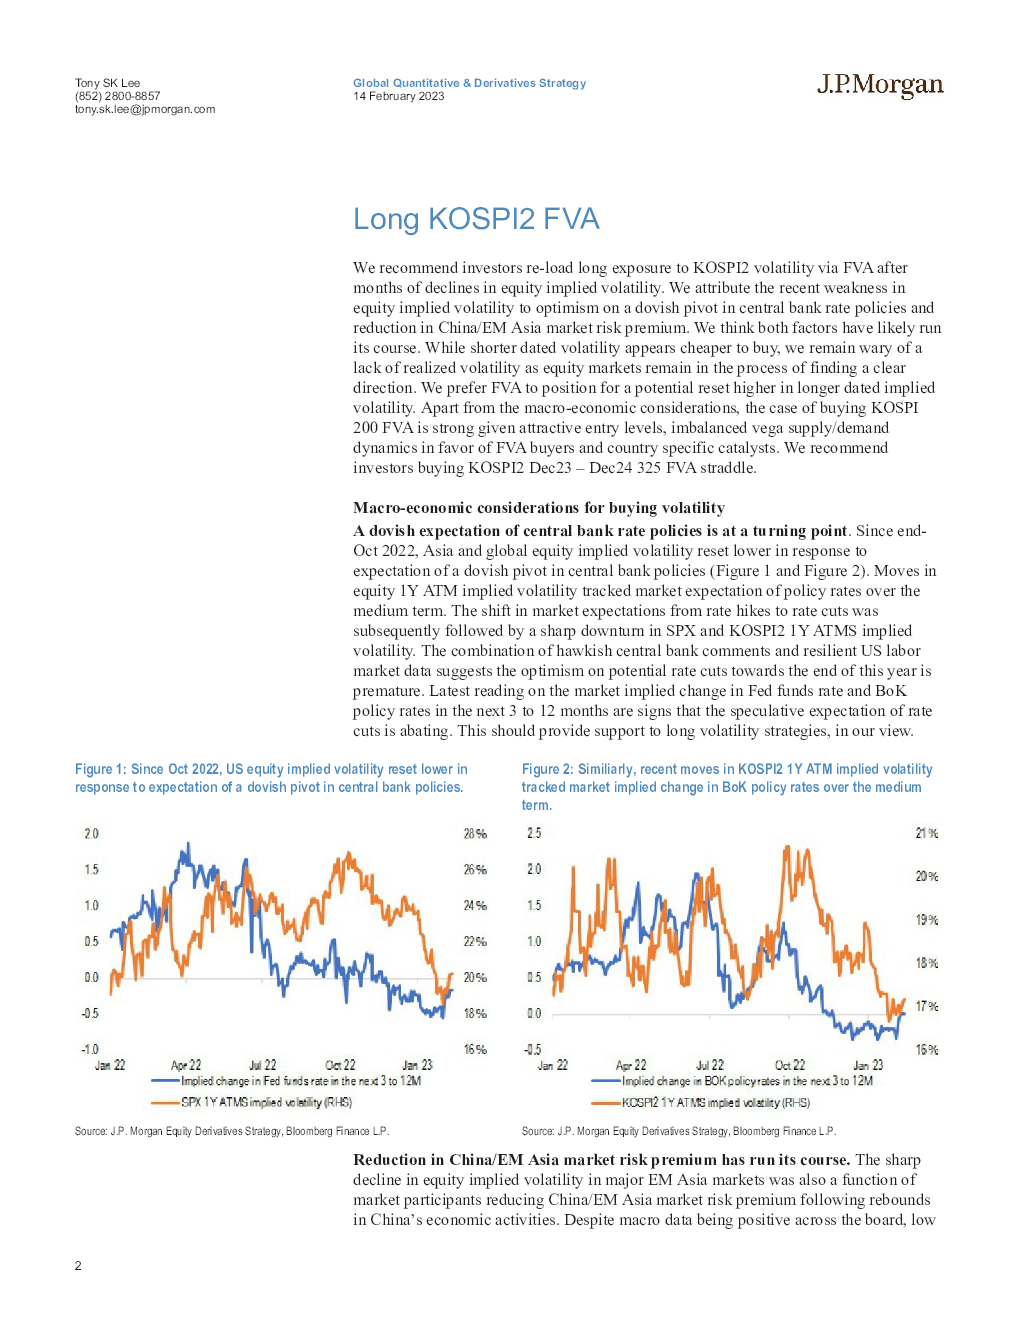 Tony SK Lee
(852) 2800-8857
tony.sk.lee@jpmorgan.com
Global Quantitative & Derivatives Strategy
14 February 2023
J.P.Morgan
Long KOSPI2 FVA
We recommend investors re-load long exposure to KOSPI2 volatility via FVA after
months of declines in equity implied volatility. We attribute the recent weakness in
equity implied volatility to optimism on a dovish pivot in central bank rate policies and
reduction in China/EM Asia market risk premium. We think both factors have likely run
its course. While shorter dated volatility appears cheaper to buy, we remain wary of a
lack of realized volatility as equity markets remain in the process of finding a clear
direction. We prefer FVA to position for a potential reset higher in longer dated implied
volatility. Apart from the macro-economic considerations, the case of buying KOSPI
200 FVA is strong given attractive entry levels, imbalanced vega supply/demand
dynamics in favor of FVA buyers and country specific catalysts. We recommend
investors buying KOSPI2 Dec23 – Dec24 325 FVA straddle.
Macro-economic considerations for buying volatility
A dovish expectation of central bank rate policies is at a turning point. Since end-
Oct 2022, Asia and global equity implied volatility reset lower in response to
expectation of a dovish pivot in central bank policies (Figure 1 and Figure 2). Moves in
equity 1Y ATM implied volatility tracked market expectation of policy rates over the
medium term. The shift in market expectations from rate hikes to rate cuts was
subsequently followed by a sharp downturn in SPX and KOSPI2 1Y ATMS implied
volatility. The combination of hawkish central bank comments and resilient US labor
market data suggests the optimism on potential rate cuts towards the end of this year is
premature. Latest reading on the market implied change in Fed funds rate and BoK
policy rates in the next 3 to 12 months are signs that the speculative expectation of rate
cuts is abating. This should provide support to long volatility strategies, in our view.
Figure 1: Since Oct 2022, US equity implied volatility reset lower in
response to expectation of a dovish pivot in central bank policies.
2.0
1.5
1.0
0.5
0.0
-0.5
-1.0
28%
26%
24%
22%
20%
18%
16%
Jan 22 Apr 22 Jul 22 Oct 22 Jan 23
Implied change in Fed funds rate in the next 3 to 12M
SPX 1Y ATMS implied volatility (RHS)
Source: J.P. Morgan Equity Derivatives Strategy, Bloomberg Finance L.P.
Figure 2: Similiarly, recent moves in KOSPI2 1Y ATM implied volatility
tracked market implied change in BoK policy rates over the medium
term.
2.5
2.0
1.5
1.0
0.5
0.0
-0.5
21%
20%
19%
18%
17%
16%
Jan 22 Apr 22 Jul 22 Oct 22 Jan 23
Implied change in BOK policy rates in the next 3 to 12M
KOSPI2 1Y ATMS implied volatility (RHS)
Source: J.P. Morgan Equity Derivatives Strategy, Bloomberg Finance L.P.
Reduction in China/EM Asia market risk premium has run its course. The sharp
decline in equity implied volatility in major EM Asia markets was also a function of
market participants reducing China/EM Asia market risk premium following rebounds
in China's economic activities. Despite macro data being positive across the board, low
2